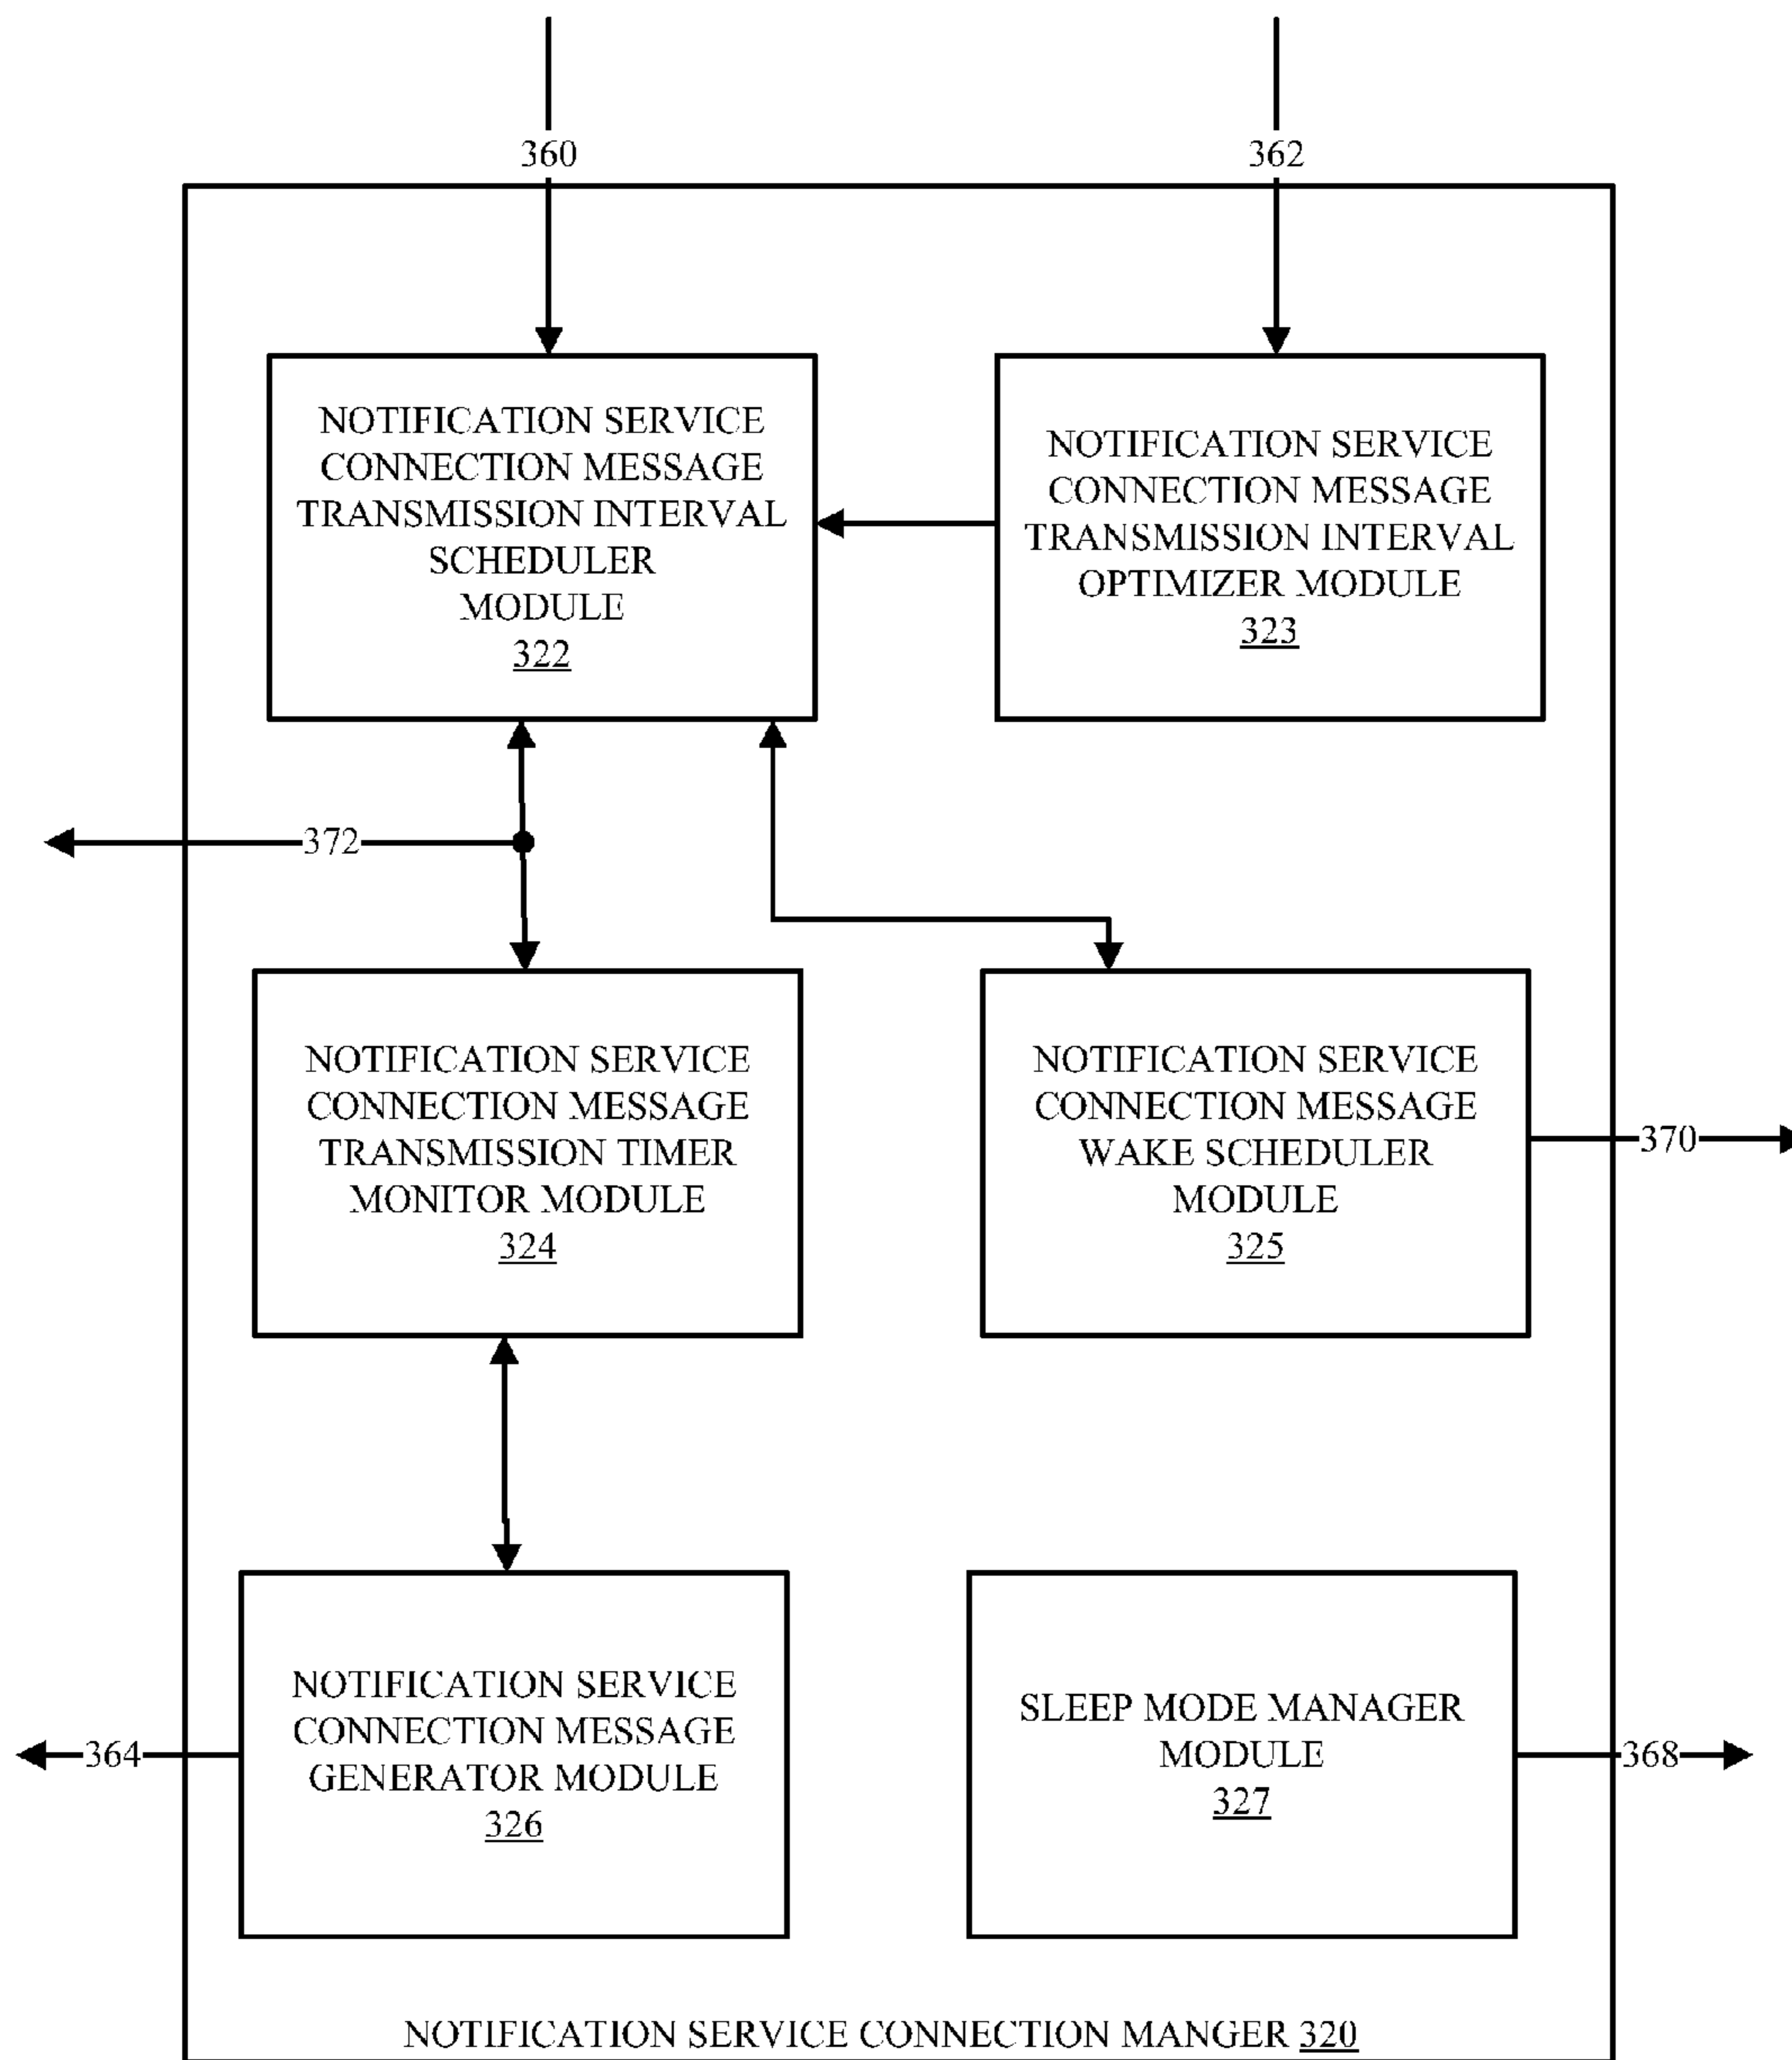 360
362
NOTIFICATION SERVICE
CONNECTION MESSAGE
TRANSMISSION INTERVAL
SCHEDULER
MODULE
322
NOTIFICATION SERVICE
CONNECTION MESSAGE
TRANSMISSION INTERVAL
OPTIMIZER MODULE
323
372
NOTIFICATION SERVICE
CONNECTION MESSAGE
TRANSMISSION TIMER
MONITOR MODULE
324
NOTIFICATION SERVICE
CONNECTION MESSAGE
WAKE SCHEDULER
MODULE
325
370
364
NOTIFICATION SERVICE
CONNECTION MESSAGE
GENERATOR MODULE
326
SLEEP MODE MANAGER
MODULE
327
368
NOTIFICATION SERVICE CONNECTION MANGER 320